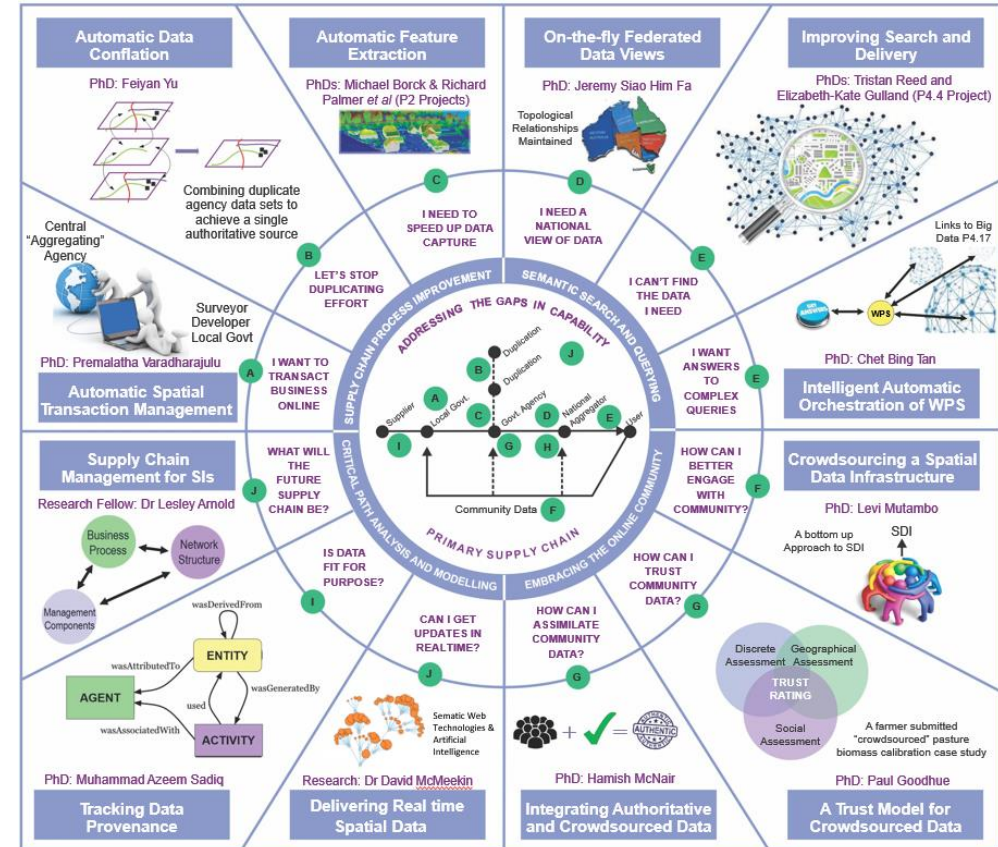 Automatic Data
Conflation
PhD: Feiyan Yu
Combining duplicate
agency data sets to
achieve a single
authoritative source
Automatic Feature
Extraction
PhDs: Michael Borck & Richard
Palmer et al (P2 Projects)
On-the-fly Federated
Data Views
PhD: Jeremy Siao Him Fa
Topological
Relationships
Maintained
Improving Search and
Delivery
PhDs: Tristan Reed and
Elizabeth-Kate Gulland (P4.4 Project)
Central
"Aggregating"
Agency
Surveyor
Developer
Local Govt
PhD: Premalatha Varadharajulu
Automatic Spatial
Transaction Management
Links to Big
Data P4.17
GET
ANSWERS
WPS
PhD: Chet Bing Tan
Intelligent Automatic
Orchestration of WPS
C
I NEED TO
SPEED UP DATA
CAPTURE
D
I NEED A
NATIONAL
VIEW OF DATA
B
LET'S STOP
DUPLICATING
EFFORT
E
I CAN'T FIND
THE DATA
I NEED
A
I WANT TO
TRANSACT
BUSINESS
ONLINE
E
I WANT
ANSWERS
TO
COMPLEX
QUERIES
SUPPLY CHAIN PROCESS IMPROVEMENT
SEMANTIC SEARCH AND QUERYING
ADDRESSING THE GAPS IN CAPABILITY
Duplication
J
B
Duplication
A
Supplier
Local Govt.
C
Govt. Agency
D
National
Aggregator
E
User
I
G
H
Community Data
F
PRIMARY SUPPLY CHAIN
CRITICAL PATH ANALYSIS AND MODELLING
EMBRACING THE ONLINE COMMUNITY
J
WHAT WILL
THE
FUTURE
SUPPLY
CHAIN BE?
F
HOW CAN I
BETTER
ENGAGE
WITH
COMMUNITY?
I
IS DATA
FIT FOR
PURPOSE?
G
HOW CAN I
TRUST
COMMUNITY
DATA?
J
CAN I GET
UPDATES IN
REALTIME?
G
HOW CAN I
ASSIMILATE
COMMUNITY
DATA?
Supply Chain
Management for SIs
Research Fellow: Dr Lesley Arnold
Business
Process
Network
Structure
Management
Components
Crowdsourcing a Spatial
Data Infrastructure
PhD: Levi Mutambo
A bottom up
Approach to SDI
SDI
wasDerivedFrom
ENTITY
wasAttributedTo
AGENT
wasGeneratedBy
used
wasAssociatedWith
ACTIVITY
PhD: Muhammad Azeem Sadiq
Tracking Data
Provenance
Sematic Web
Technologies &
Artificial
Intelligence
Research: Dr David McMeekin
Delivering Real time
Spatial Data
+
=
AUTHENTIC
PhD: Hamish McNair
Integrating Authoritative
and Crowdsourced Data
Discrete
Assessment
Geographical
Assessment
TRUST
RATING
Social
Assessment
A farmer submitted
"crowdsourced" pasture
biomass calibration case study
PhD: Paul Goodhue
A Trust Model for
Crowdsourced Data